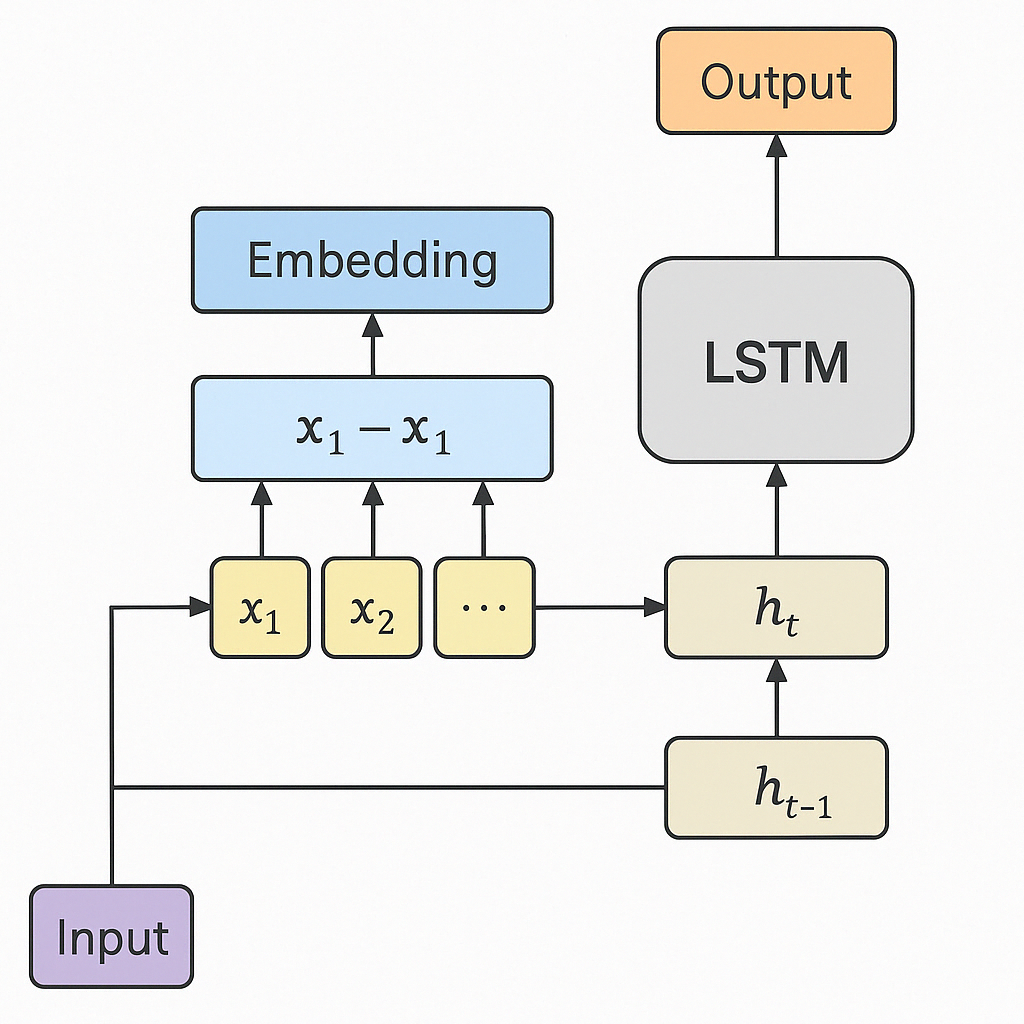 Output
Embedding
LSTM
x₁ – x₁
x₁ x₂ ... hₜ
hₜ₋₁
Input